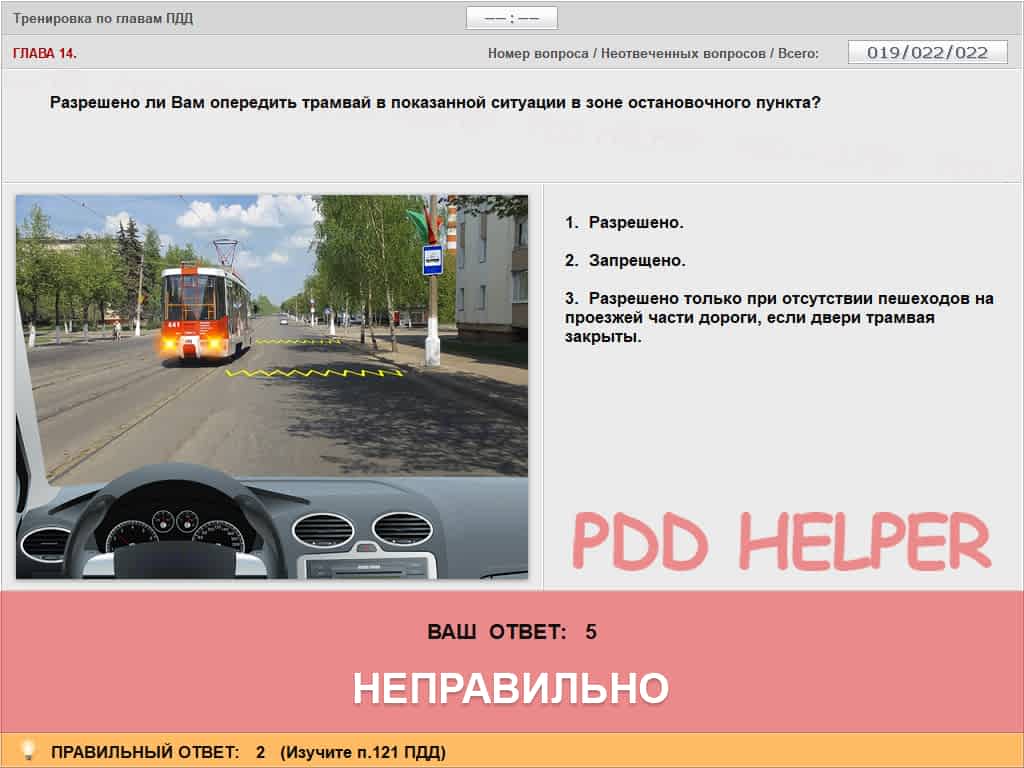 Тренировка по главам ПДД
—— : ——
ГЛАВА 14.
Номер вопроса / Неотвеченных вопросов / Всего:
019/022/022
Разрешено ли Вам опередить трамвай в показанной ситуации в зоне остановочного пункта?
1. Разрешено.
2. Запрещено.
3. Разрешено только при отсутствии пешеходов на
проезжей части дороги, если двери трамвая
закрыты.
441
PDD HELPER
ВАШ ОТВЕТ: 5
НЕПРАВИЛЬНО
ПРАВИЛЬНЫЙ ОТВЕТ: 2 (Изучите п.121 ПДД)